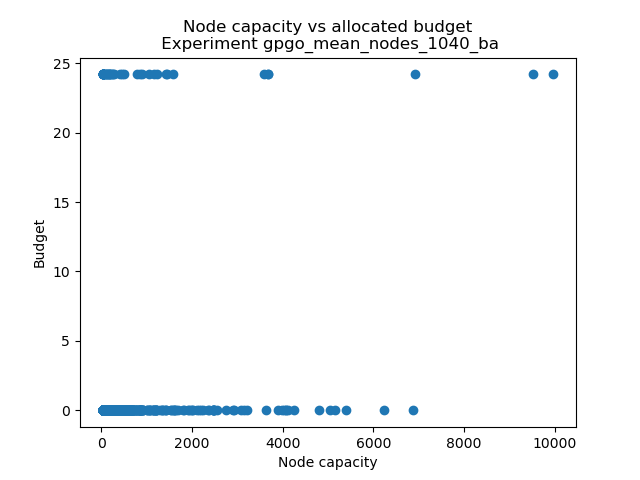 Node capacity vs allocated budget
Experiment gpgo_mean_nodes_1040_ba
25
20
15
10
5
0
Budget
0 2000 4000 6000 8000 10000
Node capacity